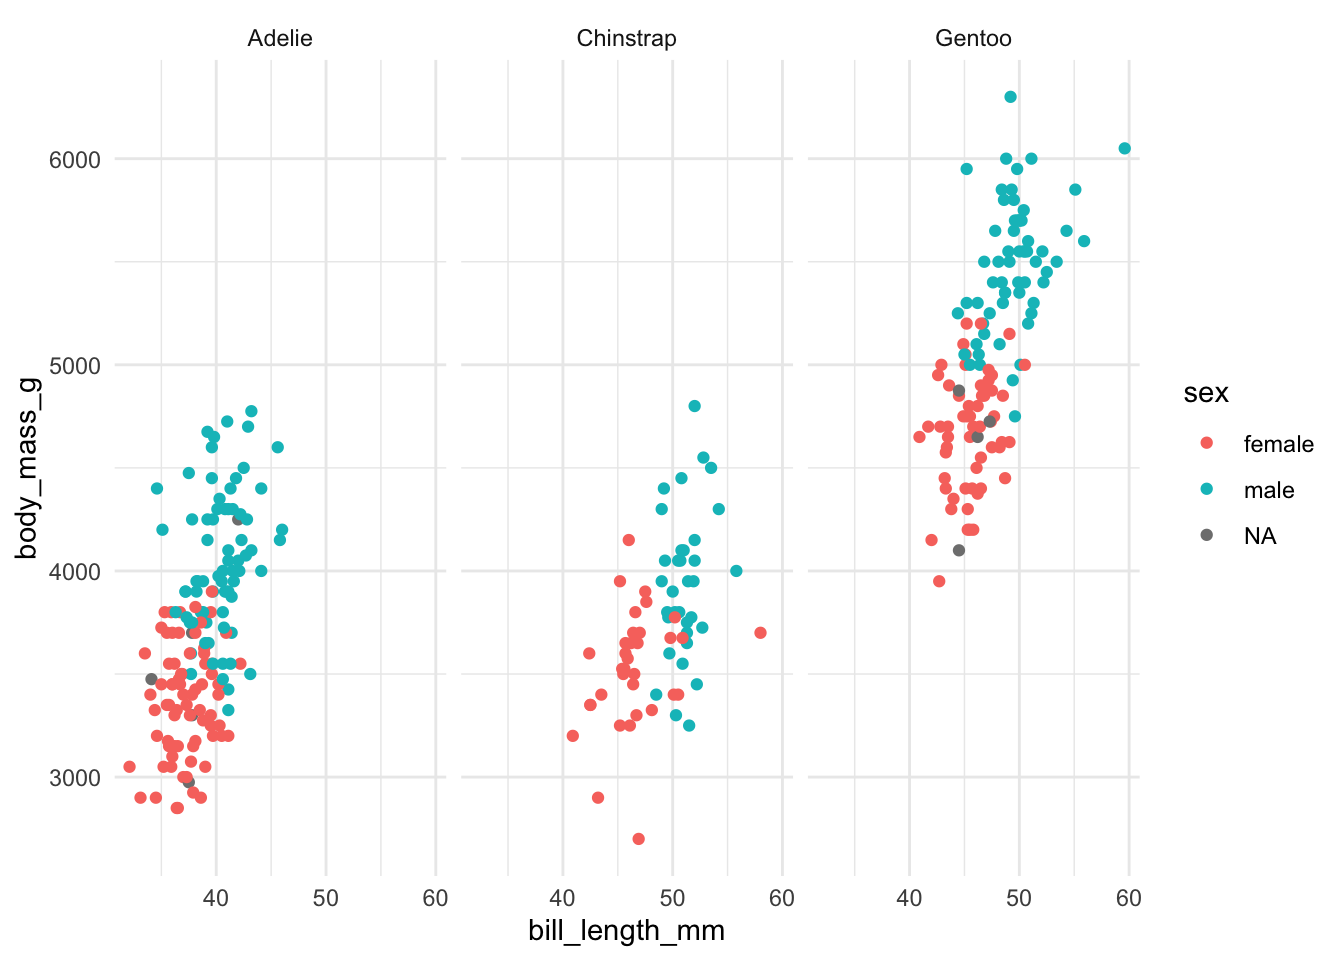 Adelie Chinstrap Gentoo
6000
5000
4000
3000
body_mass_g
40 50 60 40 50 60 40 50 60
bill_length_mm
sex
female
male
NA